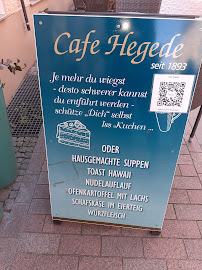 Cafe Hegede
seit 1893
Je mehr du wiegst
- desto schwerer kannst
du entführt werden -
schütze "Dich" selbst
Iss Kuchen ...
ODER
HAUSGEMACHTE SUPPEN
TOAST HAWAII
NUDELAUFLAUF
OFENKARTOFFEL MIT LACHS
SCHAFSKÄSE IM EIERTEIG
WURZFLEISCH